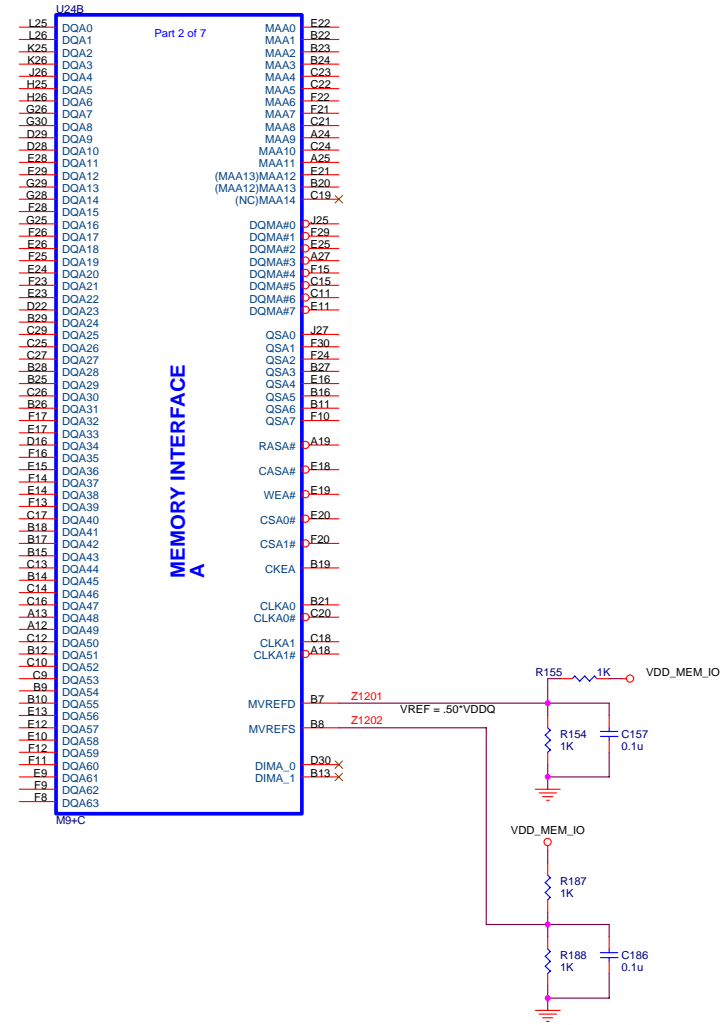 U24B
Part 2 of 7
L25 DQA0 MAA0 E22
L26 DQA1 MAA1 B22
K25 DQA2 MAA2 B23
K26 DQA3 MAA3 B24
J26 DQA4 MAA4 C23
H25 DQA5 MAA5 C22
H26 DQA6 MAA6 F22
G26 DQA7 MAA7 F21
G30 DQA8 MAA8 C21
D29 DQA9 MAA9 A24
D28 DQA10 MAA10 C24
E28 DQA11 MAA11 A25
E29 DQA12 (MAA13)MAA12 E21
G29 DQA13 (MAA12)MAA13 B20
G28 DQA14 (NC)MAA14 C19
F28 DQA15
G25 DQA16 DQMA#0 J25
F26 DQA17 DQMA#1 F29
E26 DQA18 DQMA#2 E25
F25 DQA19 DQMA#3 A27
E24 DQA20 DQMA#4 F15
F23 DQA21 DQMA#5 C15
E23 DQA22 DQMA#6 C11
D22 DQA23 DQMA#7 E11
B29 DQA24
C29 DQA25 QSA0 J27
C25 DQA26 QSA1 F30
C27 DQA27 QSA2 F24
B28 DQA28 QSA3 B27
B25 DQA29 QSA4 E16
C26 DQA30 QSA5 B16
B26 DQA31 QSA6 B11
F17 DQA32 QSA7 F10
E17 DQA33
D16 DQA34 RASA# A19
F16 DQA35
E15 DQA36 CASA# E18
F14 DQA37
E14 DQA38 WEA# E19
F13 DQA39
C17 DQA40 CSA0# E20
B18 DQA41
B17 DQA42 CSA1# F20
B15 DQA43
C13 DQA44 CKEA B19
B14 DQA45
C14 DQA46
C16 DQA47 CLKA0 B21
A13 DQA48 CLKA0# C20
A12 DQA49
C12 DQA50 CLKA1 C18
B12 DQA51 CLKA1# A18
C10 DQA52
C9 DQA53
B9 DQA54
B10 DQA55 MVREFD B7 Z1201
E13 DQA56
E12 DQA57 MVREFS B8 Z1202
E10 DQA58
F12 DQA59
F11 DQA60 DIMA_0 D30
E9 DQA61 DIMA_1 B13
F9 DQA62
F8 DQA63
MEMORY INTERFACE
A
M9+C
R155 1K VDD_MEM_IO
VREF = .50*VDDQ
R154
1K
C157
0.1u
VDD_MEM_IO
R187
1K
R188
1K
C186
0.1u